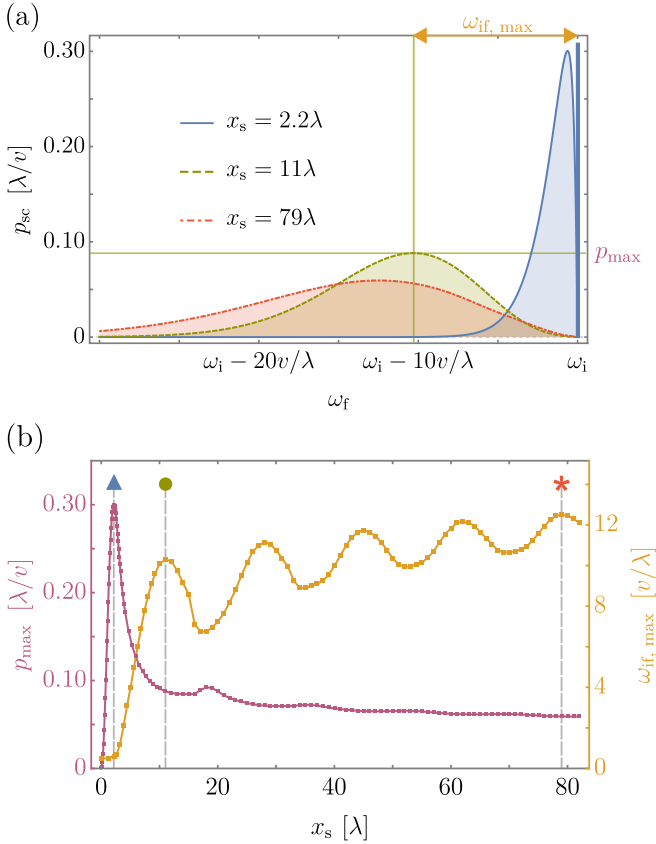 (a)
ω_if, max
0.30
0.20
0.10
0
p_sc [λ/v]
x_s = 2.2λ
x_s = 11λ
x_s = 79λ
p_max
ω_i − 20v/λ ω_i − 10v/λ ω_i
ω_f
(b)
0.30
0.20
0.10
0
p_max [λ/v]
12
8
4
0
ω_if, max [v/λ]
0 20 40 60 80
x_s [λ]